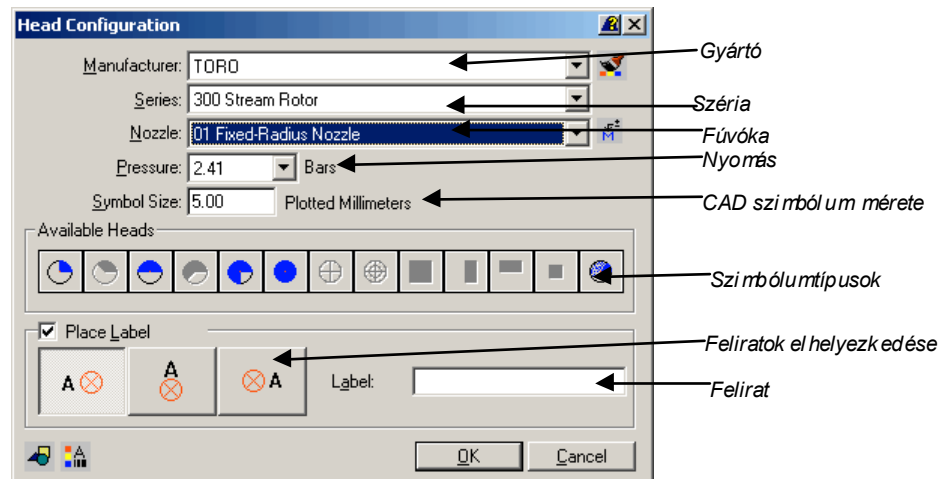 Head Configuration
Manufacturer: TORO
Gyártó
Series: 300 Stream Rotor
Széria
Nozzle: 01 Fixed-Radius Nozzle
Fúvóka
Pressure: 2.41 Bars
Nyomás
Symbol Size: 5.00 Plotted Millimeters
CAD szimbólum mérete
Available Heads
Szimbólumtípusok
Place Label
Feliratok elhelyezkedése
A A A Label:
Felirat
OK Cancel